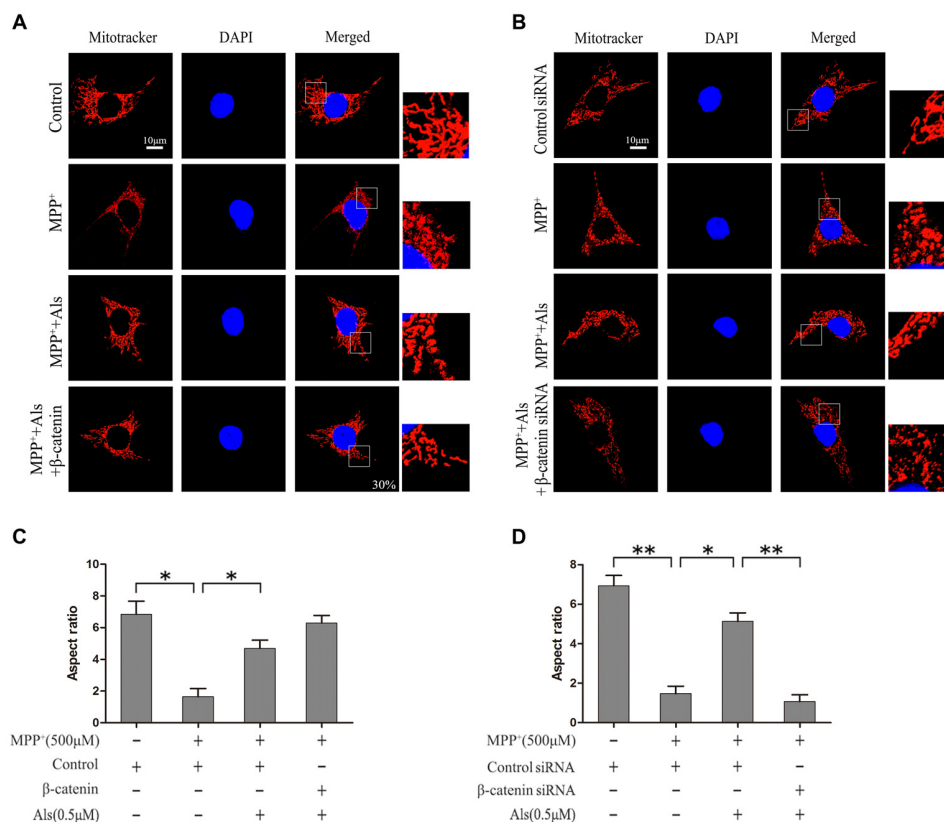 A
Mitotracker DAPI Merged
Control
10μm
MPP⁺
MPP⁺+Als
MPP⁺+Als
+β-catenin
30%
B
Mitotracker DAPI Merged
Control siRNA
10μm
MPP⁺
MPP⁺+Als
MPP⁺+Als
+ β-catenin siRNA
C
Aspect ratio
10
8
6
4
2
0
* *
MPP⁺(500μM) – + + +
Control + + + –
β-catenin – – – +
Als(0.5μM) – – + +
D
Aspect ratio
8
6
4
2
0
** * **
MPP⁺(500μM) – + + +
Control siRNA + + + –
β-catenin siRNA – – – +
Als(0.5μM) – – + +